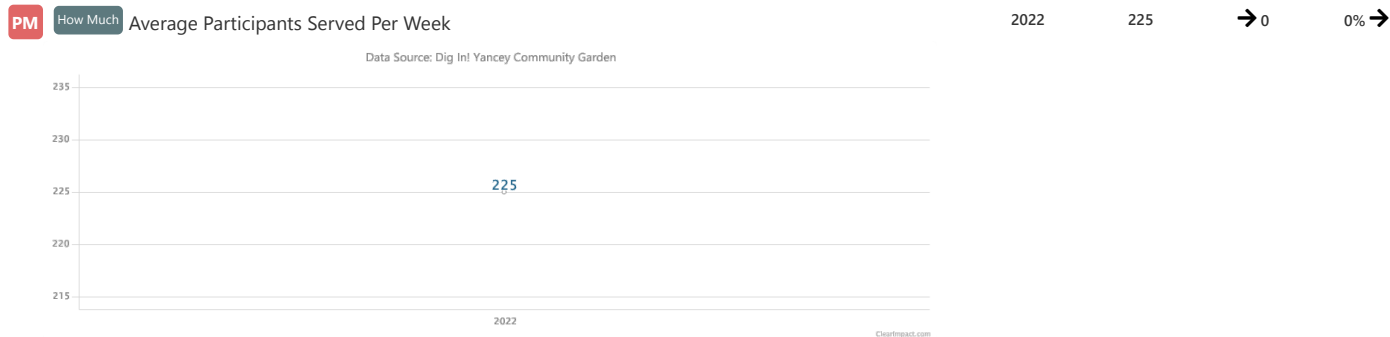 PM How Much Average Participants Served Per Week 2022 225 → 0 0% →
Data Source: Dig In! Yancey Community Garden
235
230
225
225
220
215
2022
ClearImpact.com